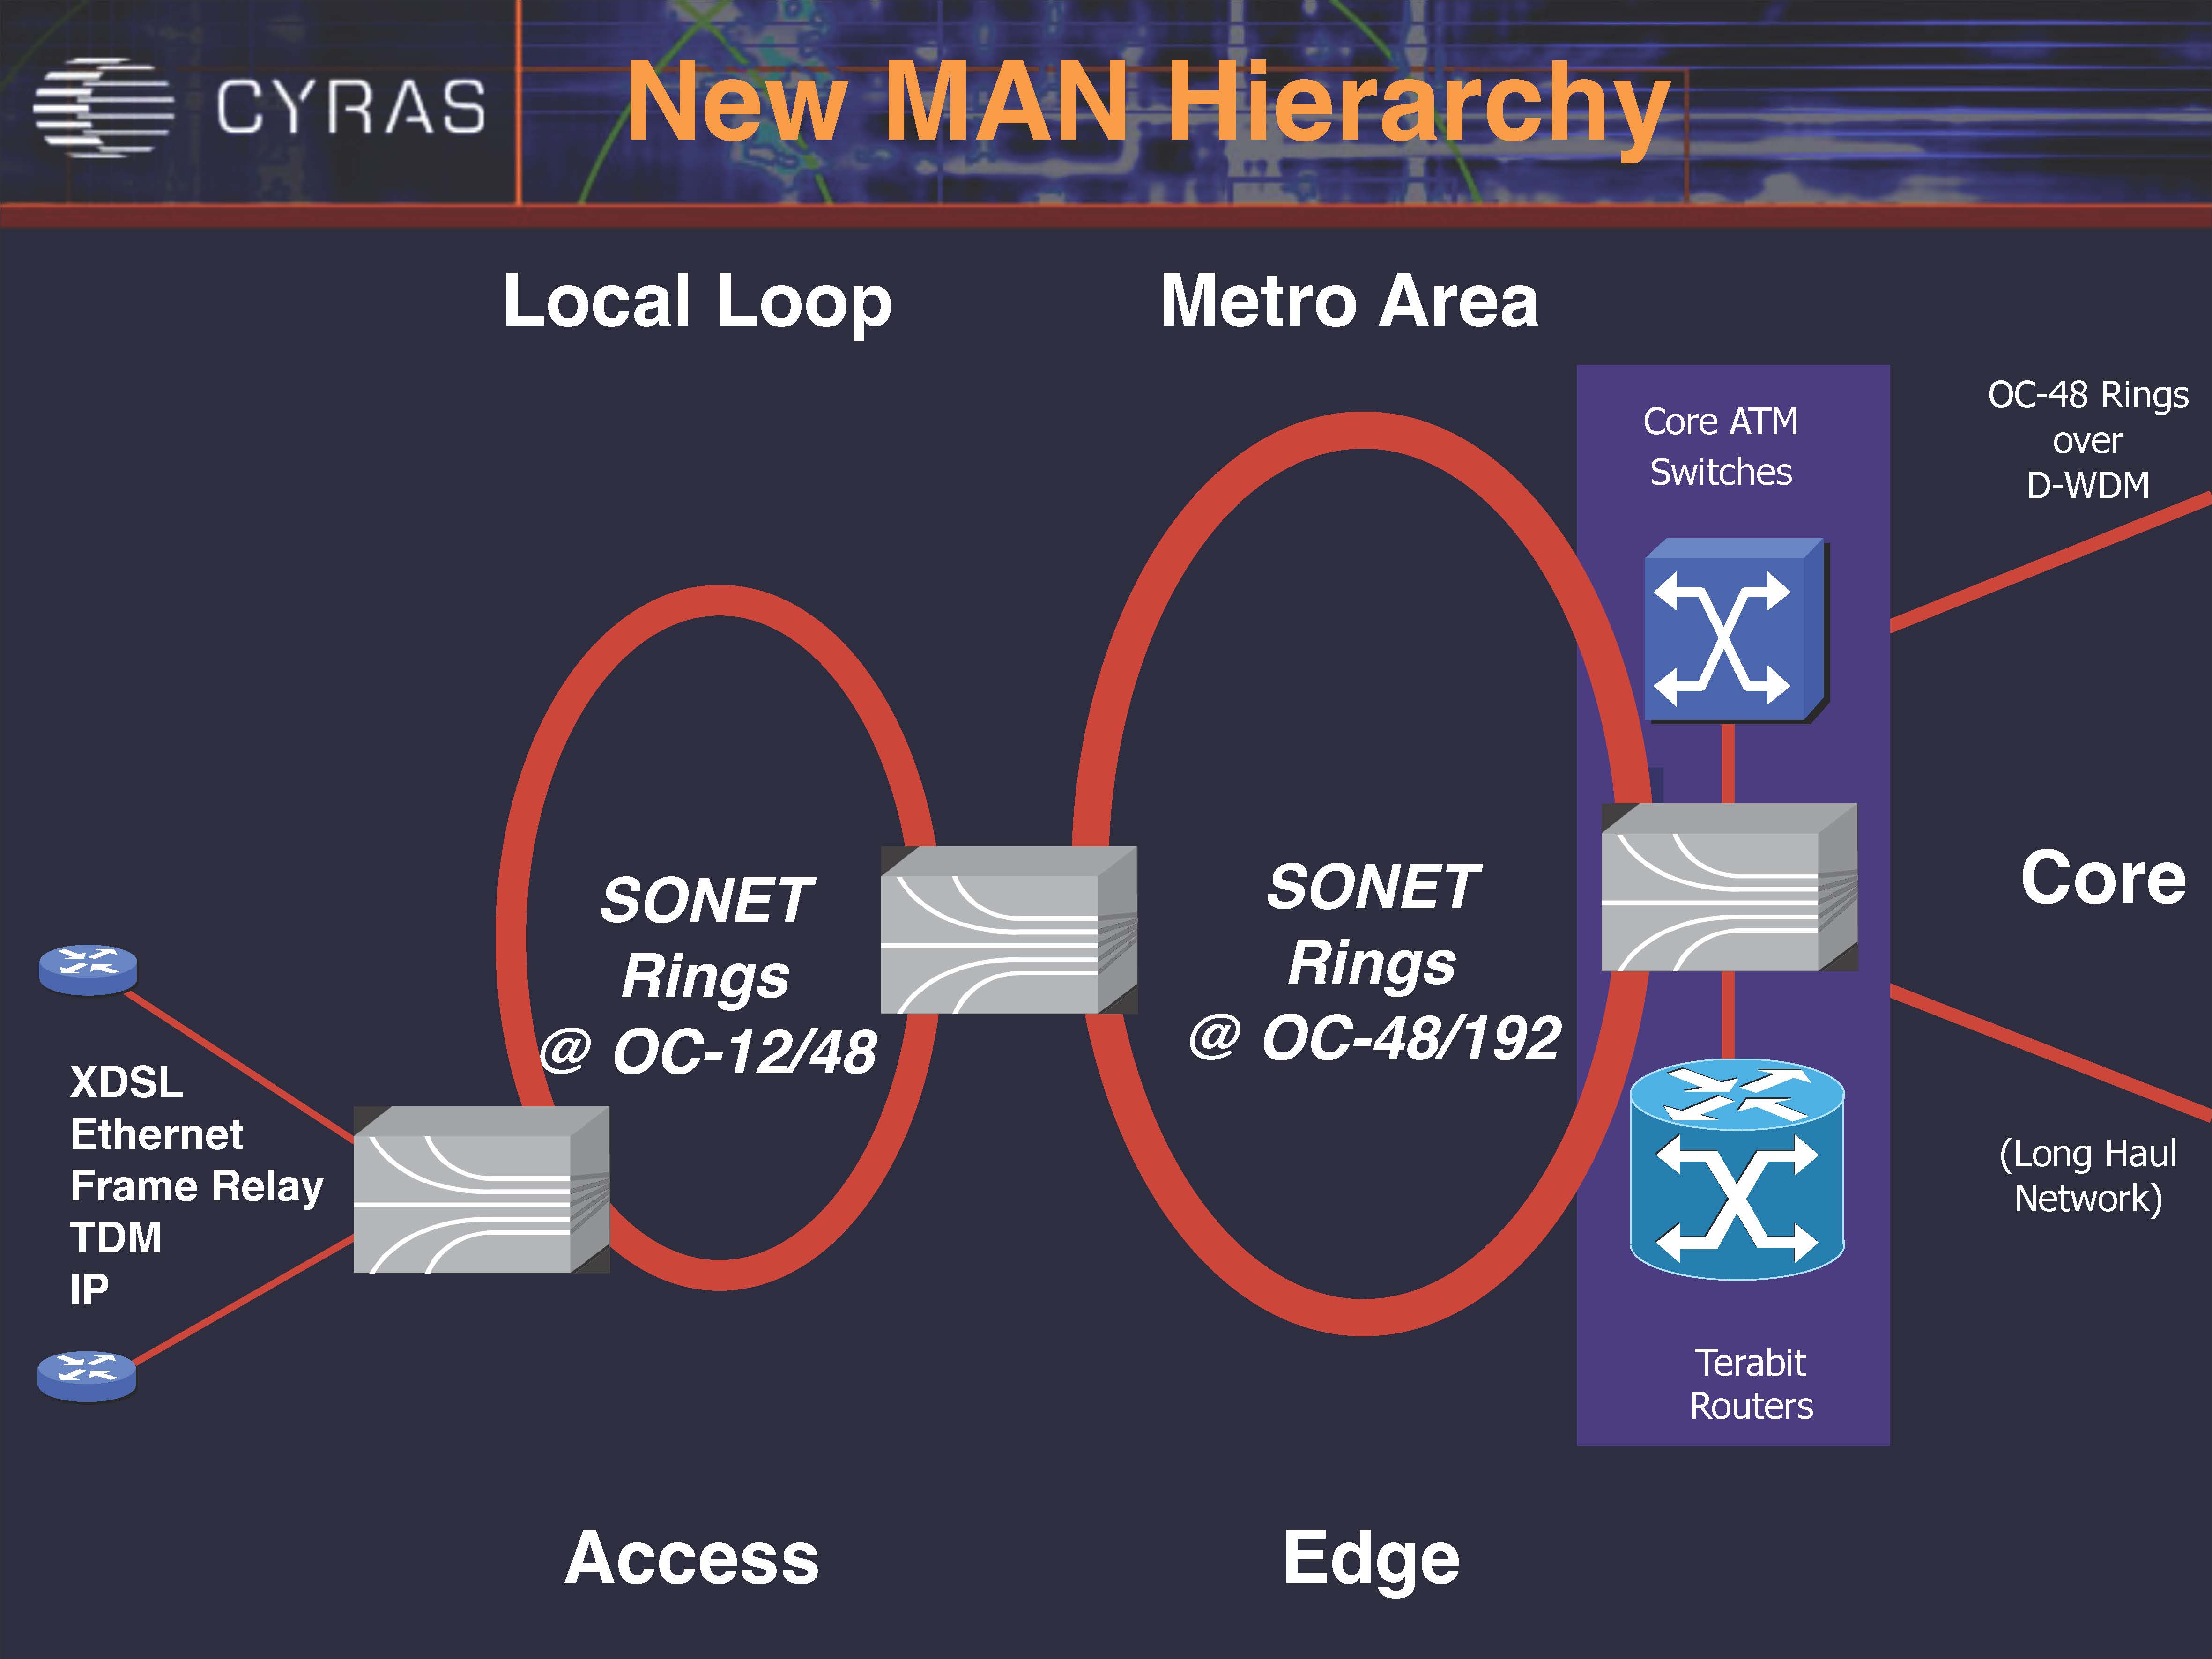 CYRAS
New MAN Hierarchy
Local Loop
Metro Area
Core ATM
Switches
OC-48 Rings
over
D-WDM
SONET
Rings
@ OC-12/48
SONET
Rings
@ OC-48/192
Core
XDSL
Ethernet
Frame Relay
TDM
IP
(Long Haul
Network)
Terabit
Routers
Access
Edge